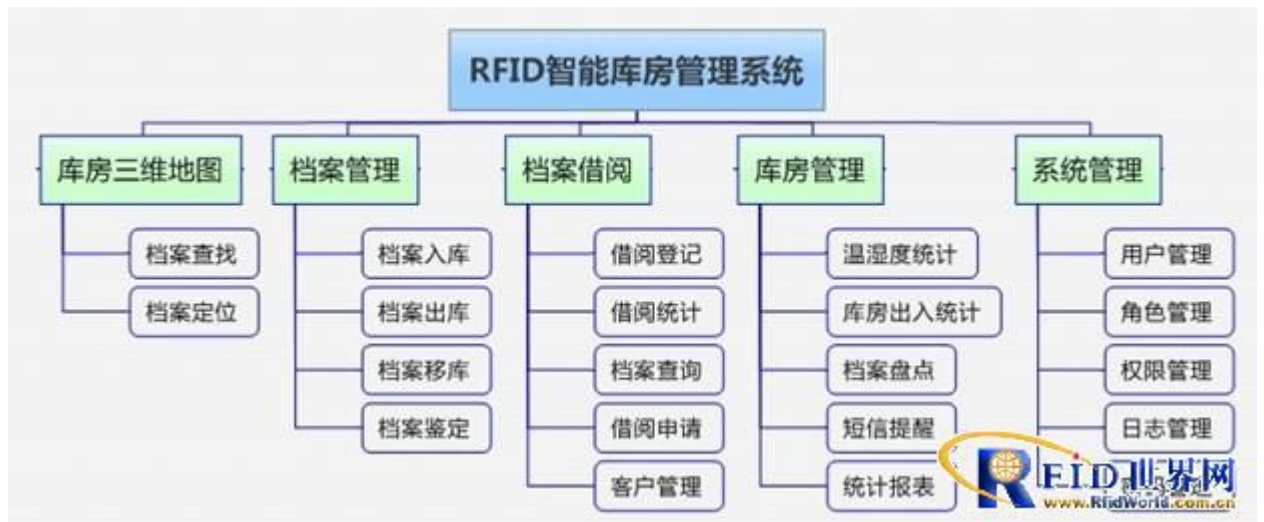 RFID智能库房管理系统
库房三维地图
档案查找
档案定位
档案管理
档案入库
档案出库
档案移库
档案鉴定
档案借阅
借阅登记
借阅统计
档案查询
借阅申请
客户管理
库房管理
温湿度统计
库房出入统计
档案盘点
短信提醒
统计报表
系统管理
用户管理
角色管理
权限管理
日志管理
RFID世界网
www.RfidWorld.com.cn